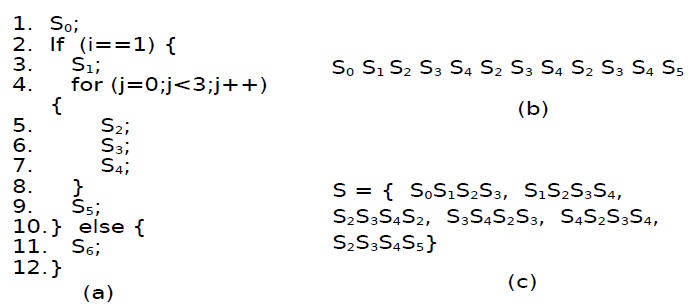 1. S₀;
2. If (i==1) {
3. S₁;
4. for (j=0;j<3;j++)
{
5. S₂;
6. S₃;
7. S₄;
8. }
9. S₅;
10.} else {
11. S₆;
12.}
(a)
S₀ S₁ S₂ S₃ S₄ S₂ S₃ S₄ S₂ S₃ S₄ S₅
(b)
S = { S₀S₁S₂S₃, S₁S₂S₃S₄,
S₂S₃S₄S₂, S₃S₄S₂S₃, S₄S₂S₃S₄,
S₂S₃S₄S₅}
(c)